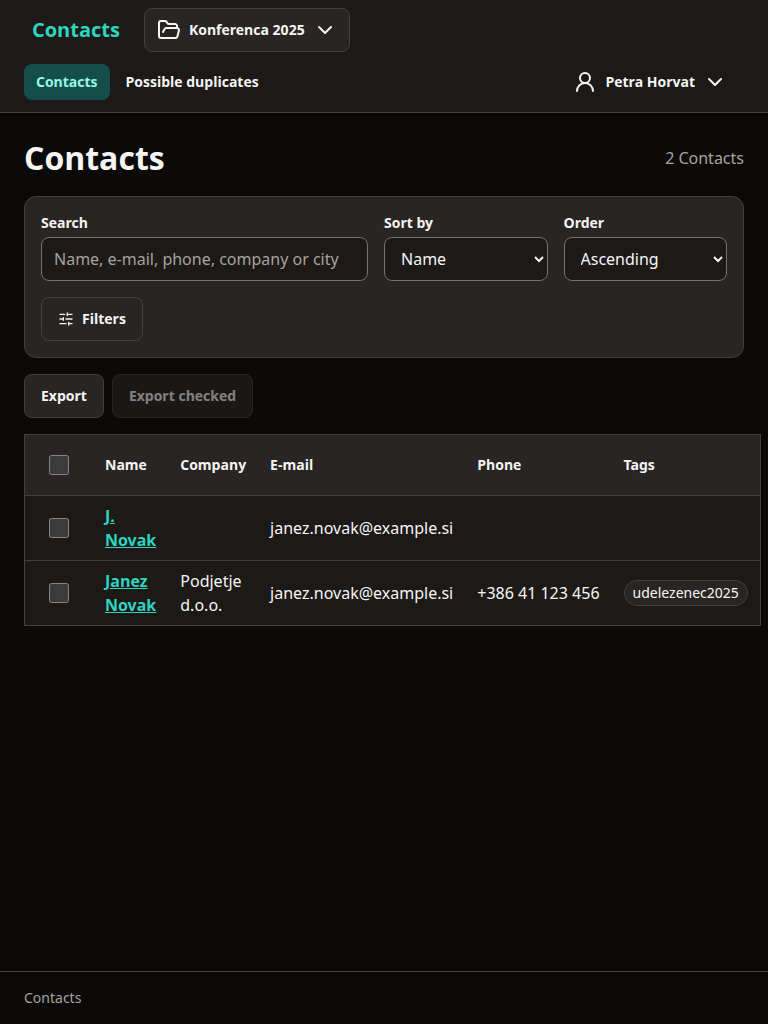 Contacts
Konferenca 2025
Contacts
Possible duplicates
Petra Horvat
Contacts
2 Contacts
Search
Sort by
Order
Name, e-mail, phone, company or city
Name
Ascending
Filters
Export
Export checked
Name
Company
E-mail
Phone
Tags
J.
Novak
janez.novak@example.si
Janez
Novak
Podjetje
d.o.o.
janez.novak@example.si
+386 41 123 456
udelezenec2025
Contacts